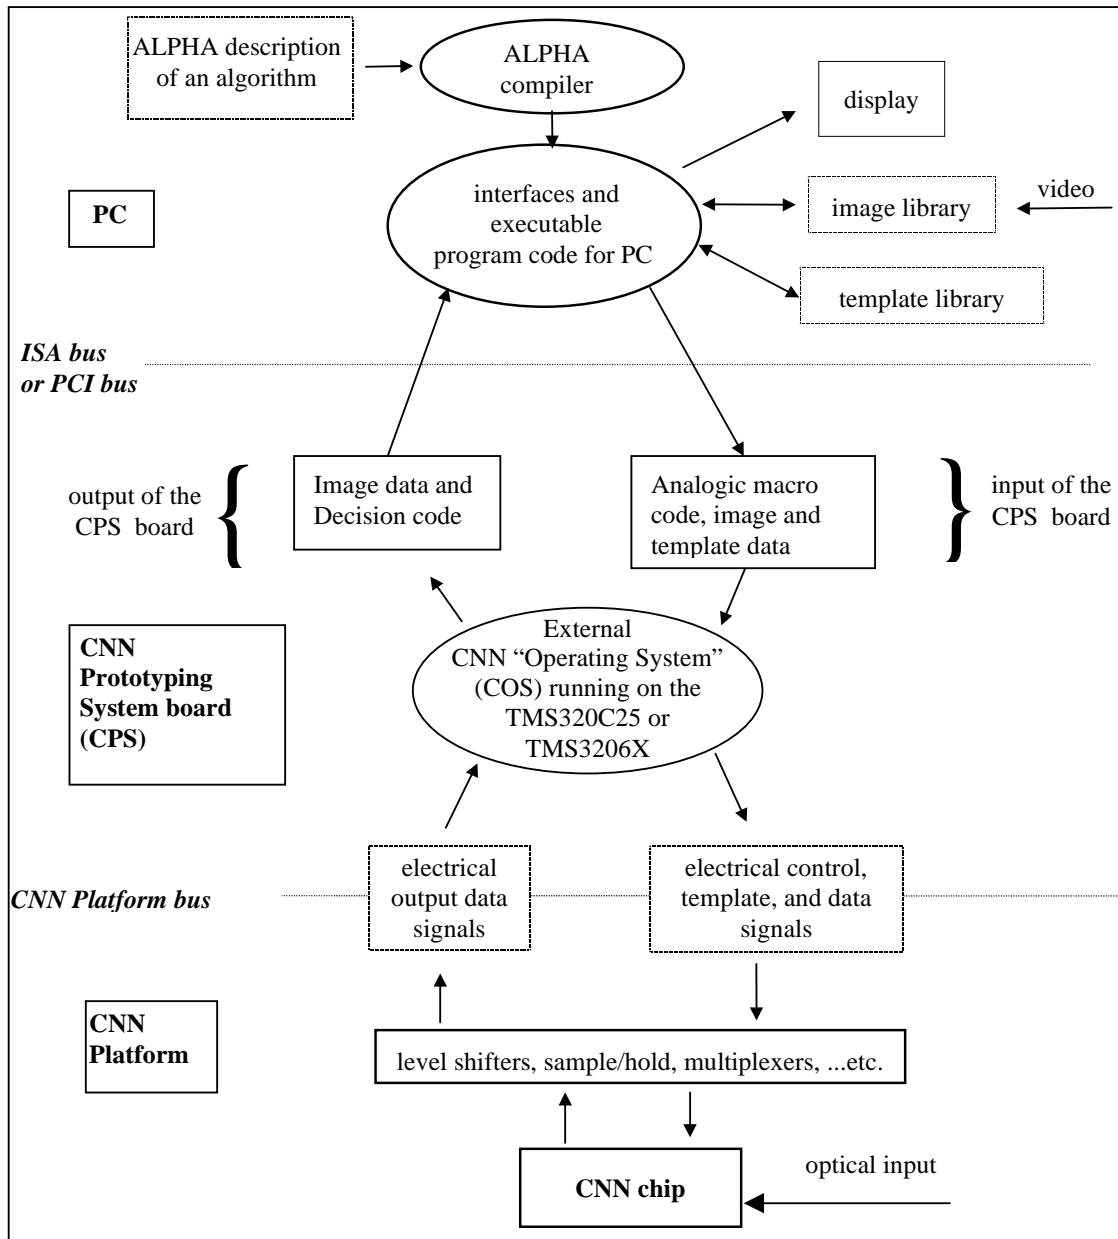 ALPHA description
of an algorithm
ALPHA
compiler
display
PC
interfaces and
executable
program code for PC
image library
video
template library
ISA bus
or PCI bus
output of the
CPS board
Image data and
Decision code
Analogic macro
code, image and
template data
input of the
CPS board
CNN
Prototyping
System board
(CPS)
External
CNN “Operating System”
(COS) running on the
TMS320C25 or
TMS3206X
CNN Platform bus
electrical
output data
signals
electrical control,
template, and data
signals
CNN
Platform
level shifters, sample/hold, multiplexers, ...etc.
CNN chip
optical input